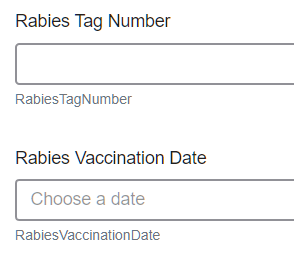 Rabies Tag Number
RabiesTagNumber
Rabies Vaccination Date
Choose a date
RabiesVaccinationDate